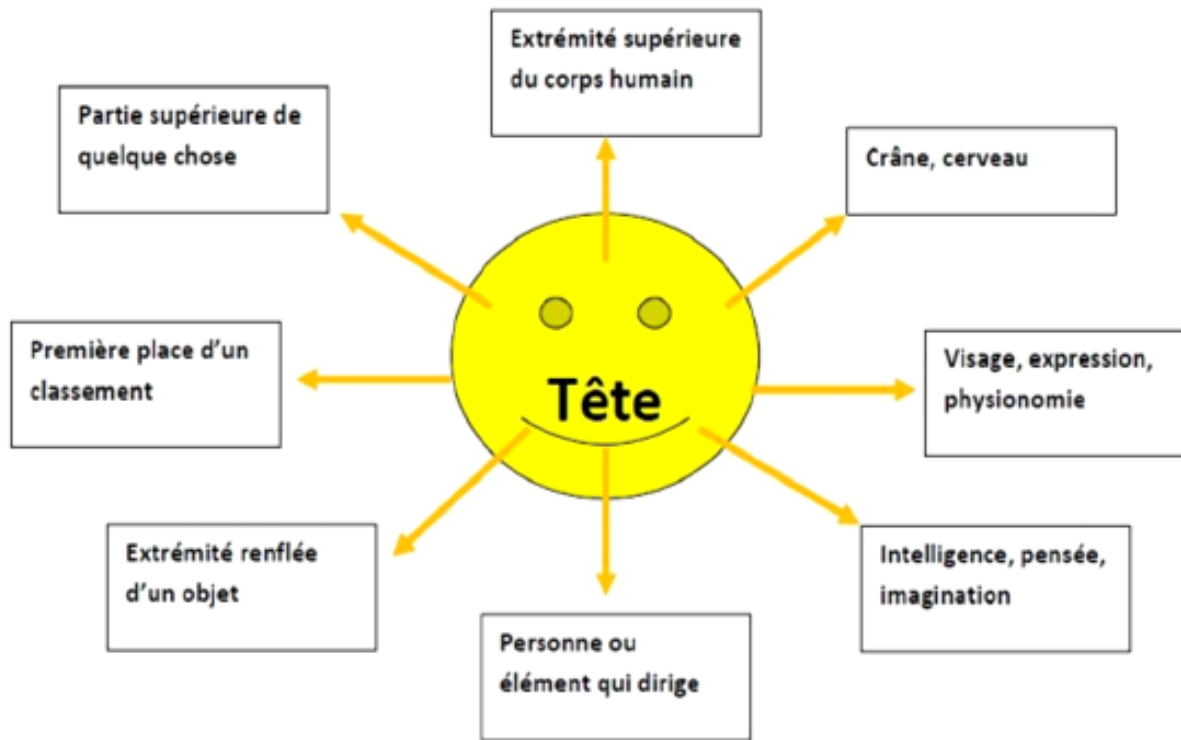 Extrémité supérieure
du corps humain
Partie supérieure de
quelque chose
Crâne, cerveau
Première place d'un
classement
Tête
Visage, expression,
physionomie
Extrémité renflée
d'un objet
Intelligence, pensée,
imagination
Personne ou
élément qui dirige